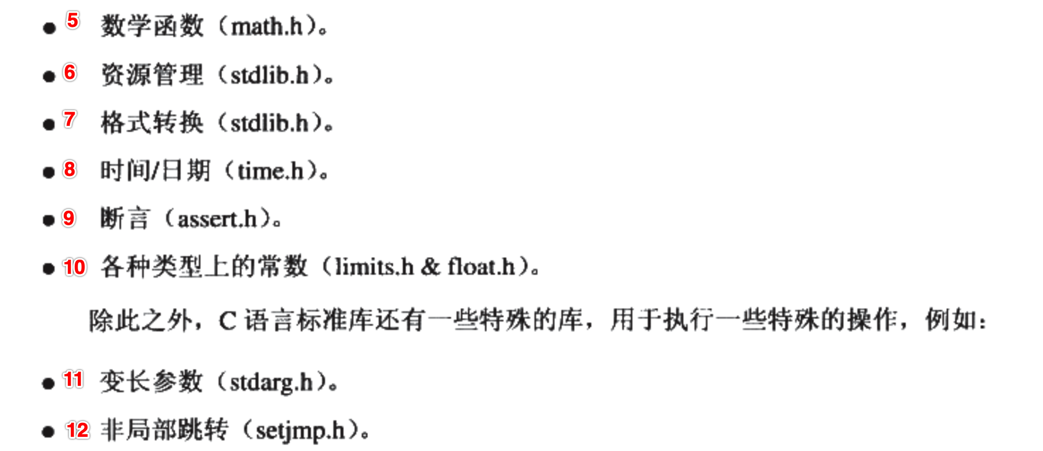 ● 5 数学函数（math.h）。
● 6 资源管理（stdlib.h）。
● 7 格式转换（stdlib.h）。
● 8 时间/日期（time.h）。
● 9 断言（assert.h）。
● 10 各种类型上的常数（limits.h & float.h）。
除此之外，C 语言标准库还有一些特殊的库，用于执行一些特殊的操作，例如：
● 11 变长参数（stdarg.h）。
● 12 非局部跳转（setjmp.h）。